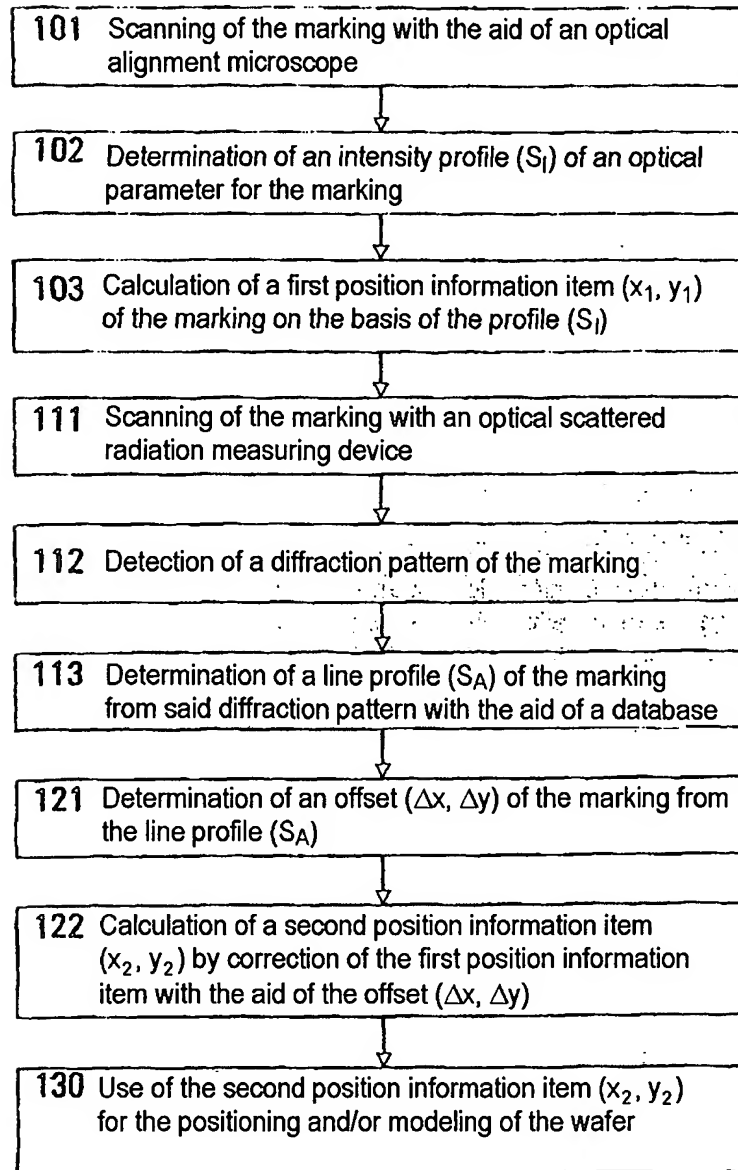 101 Scanning of the marking with the aid of an optical
alignment microscope
102 Determination of an intensity profile (S_I) of an optical
parameter for the marking
103 Calculation of a first position information item (x₁, y₁)
of the marking on the basis of the profile (S_I)
111 Scanning of the marking with an optical scattered
radiation measuring device
112 Detection of a diffraction pattern of the marking
113 Determination of a line profile (S_A) of the marking
from said diffraction pattern with the aid of a database
121 Determination of an offset (Δx, Δy) of the marking from
the line profile (S_A)
122 Calculation of a second position information item
(x₂, y₂) by correction of the first position information
item with the aid of the offset (Δx, Δy)
130 Use of the second position information item (x₂, y₂)
for the positioning and/or modeling of the wafer